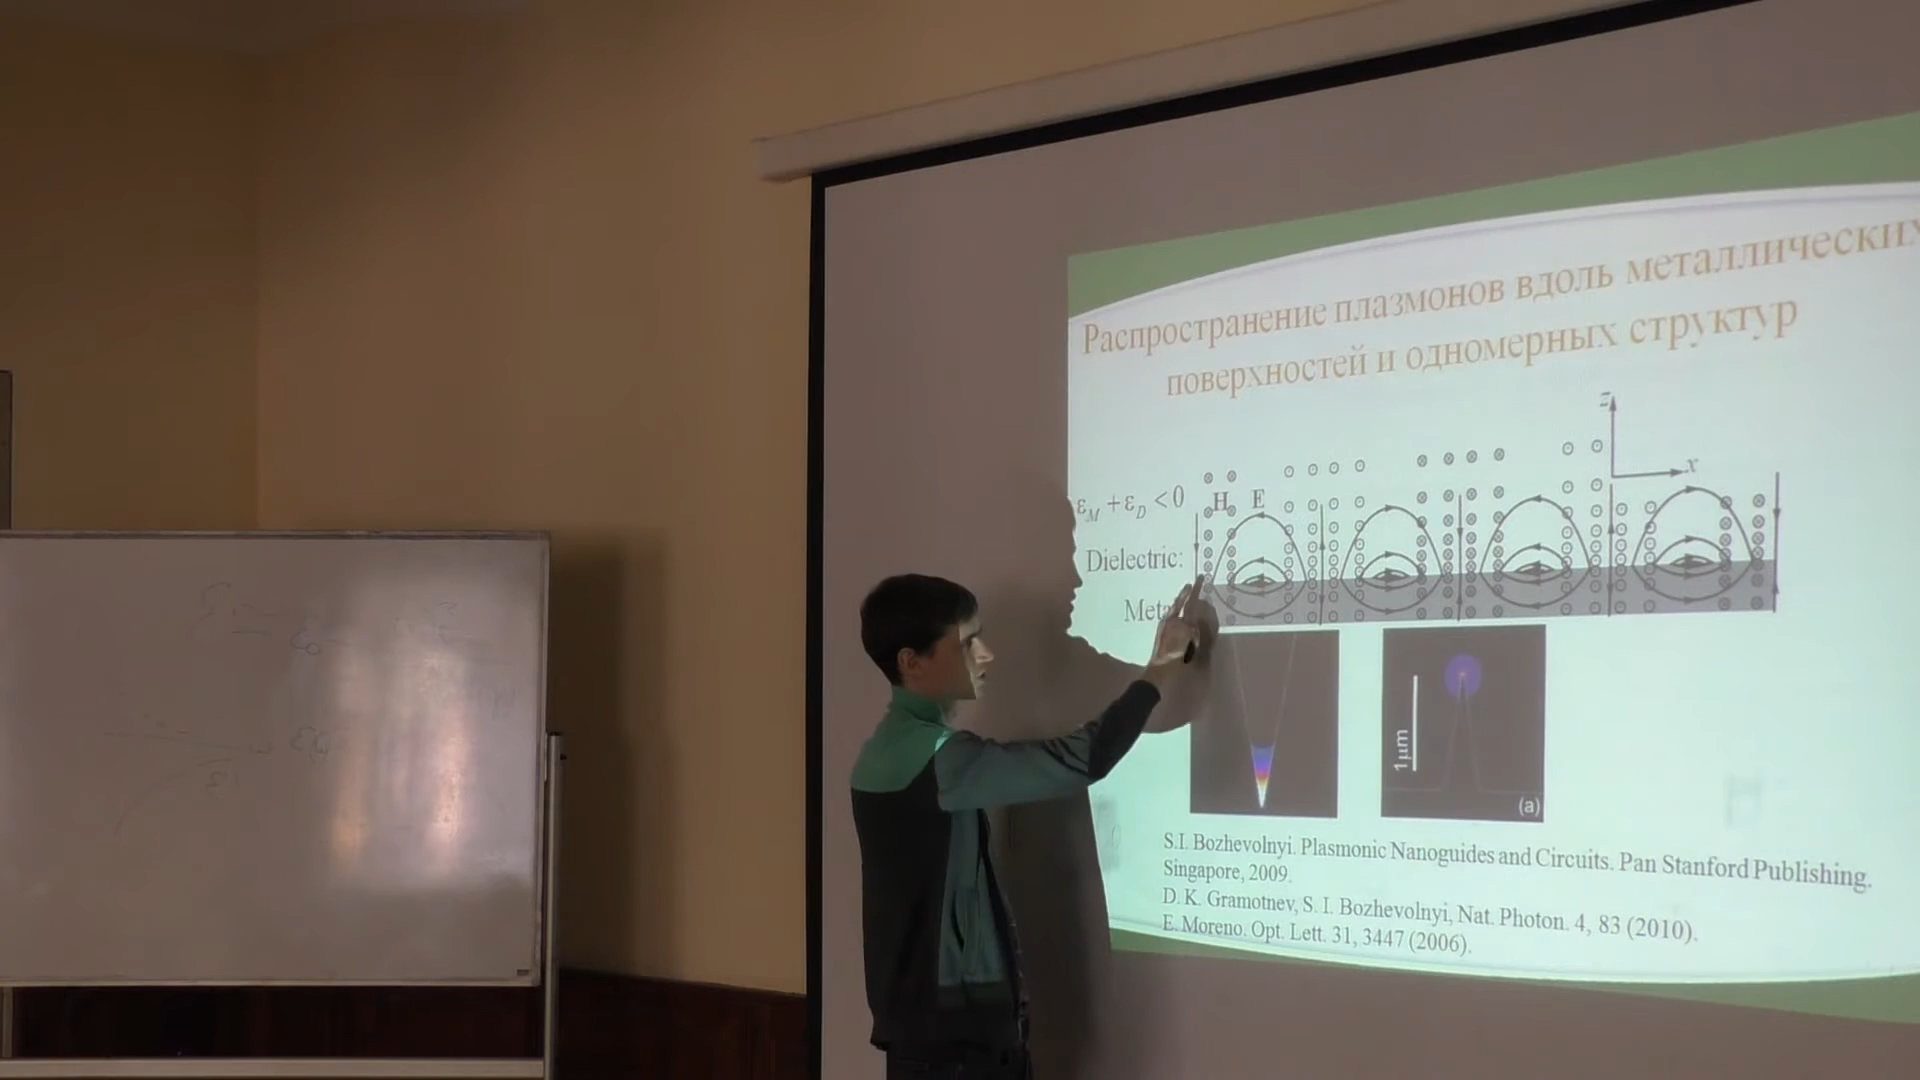 Распространение плазмонов вдоль металлических
поверхностей и одномерных структур
z
x
ε_M + ε_D < 0
H E
Dielectric:
Meta
1μm
(a)
S.I. Bozhevolnyi. Plasmonic Nanoguides and Circuits. Pan Stanford Publishing.
Singapore, 2009.
D. K. Gramotnev, S. I. Bozhevolnyi, Nat. Photon. 4, 83 (2010).
E. Moreno. Opt. Lett. 31, 3447 (2006).